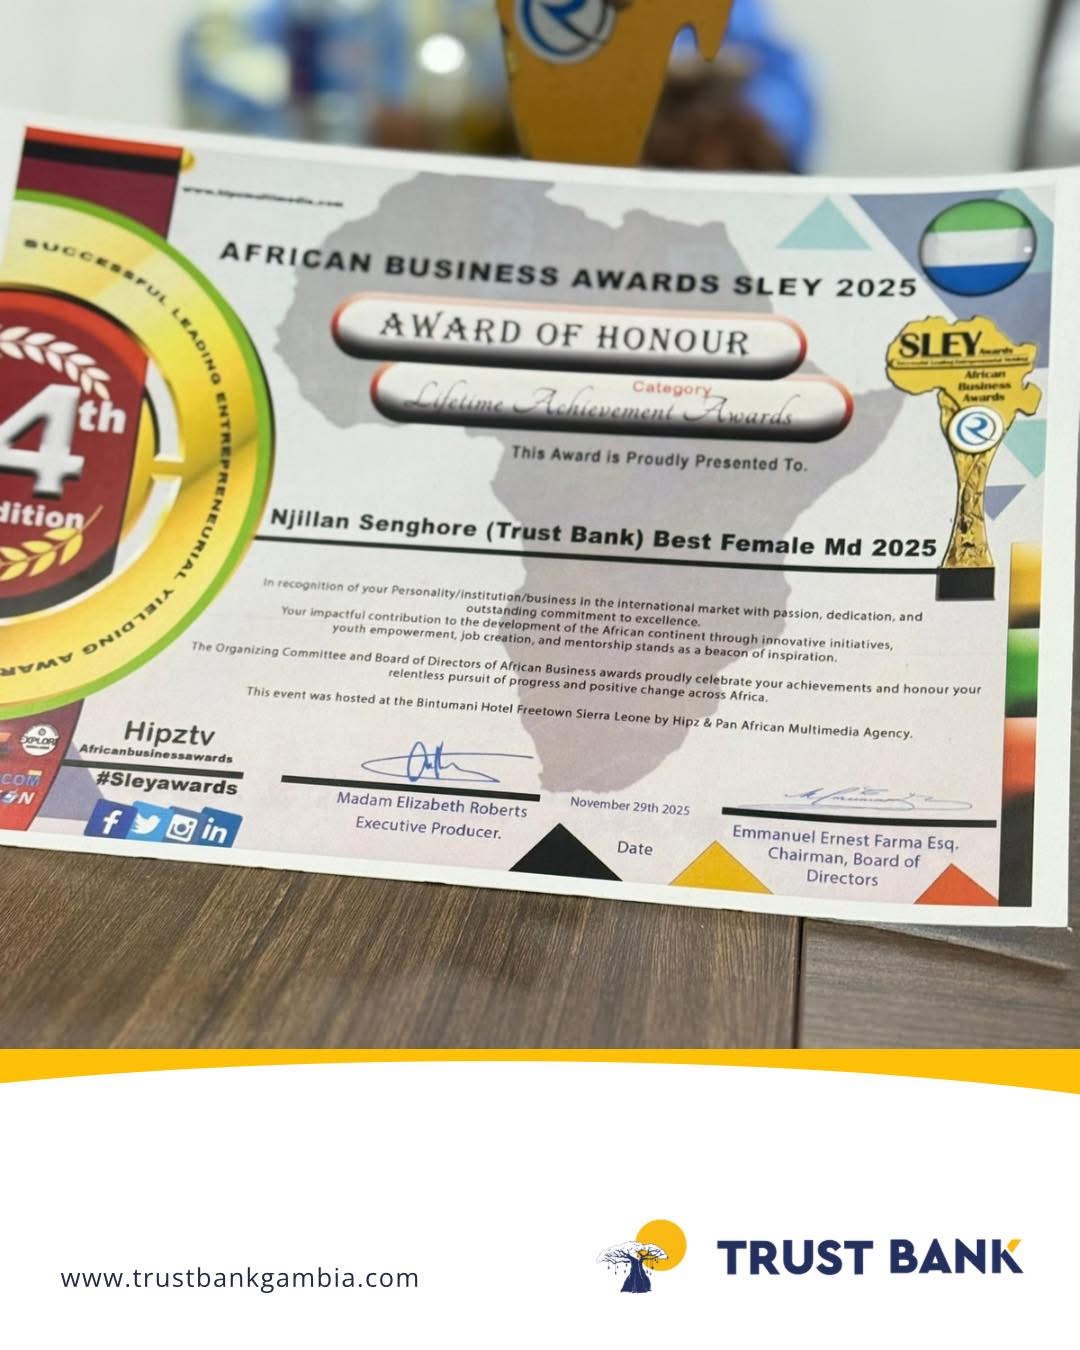 www.hipzmultimedia.com
AFRICAN BUSINESS AWARDS SLEY 2025
AWARD OF HONOUR
Category
Lifetime Achievement Awards
This Award is Proudly Presented To.
Njillan Senghore (Trust Bank) Best Female Md 2025
In recognition of your Personality/institution/business in the international market with passion, dedication, and
outstanding commitment to excellence.
Your impactful contribution to the development of the African continent through innovative initiatives,
youth empowerment, job creation, and mentorship stands as a beacon of inspiration.
The Organizing Committee and Board of Directors of African Business awards proudly celebrate your achievements and honour your
relentless pursuit of progress and positive change across Africa.
This event was hosted at the Bintumani Hotel Freetown Sierra Leone by Hipz & Pan African Multimedia Agency.
SUCCESSFUL LEADING ENTREPRENEURIAL YIELDING
4th
dition
SLEY Awards
African
Business
Awards
Hipztv
Africanbusinessawards
#Sleyawards
Madam Elizabeth Roberts
Executive Producer.
November 29th 2025
Date
Emmanuel Ernest Farma Esq.
Chairman, Board of
Directors
www.trustbankgambia.com
TRUST BANK